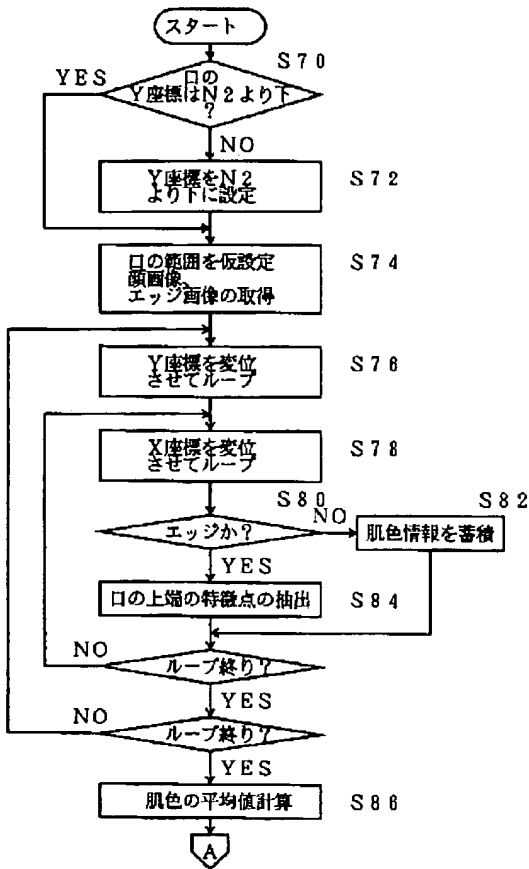 スタート
S70
YES
口の
Y座標はN2より下
?
NO
Y座標をN2
より下に設定
S72
口の範囲を仮設定
顔画像、
エッジ画像の取得
S74
Y座標を変位
させてループ
S76
X座標を変位
させてループ
S78
S80
エッジか?
NO
S82
肌色情報を蓄積
YES
口の上端の特徴点の抽出
S84
NO
ループ終り?
YES
NO
ループ終り?
YES
肌色の平均値計算
S86
A